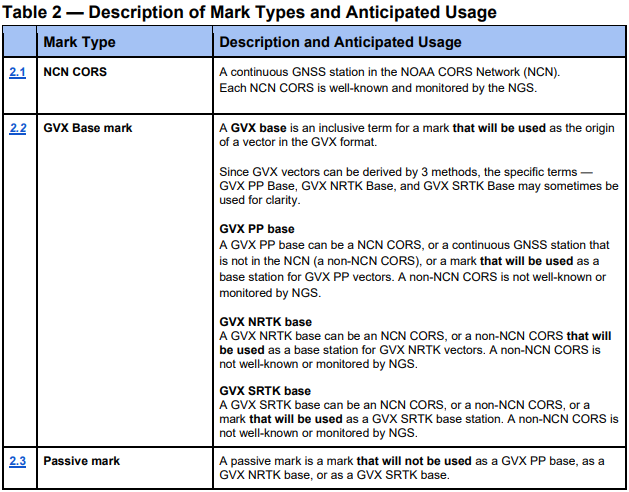 Table 2 — Description of Mark Types and Anticipated Usage
Mark Type Description and Anticipated Usage
2.1 NCN CORS A continuous GNSS station in the NOAA CORS Network (NCN).
Each NCN CORS is well-known and monitored by the NGS.
2.2 GVX Base mark A GVX base is an inclusive term for a mark that will be used as the origin
of a vector in the GVX format.
Since GVX vectors can be derived by 3 methods, the specific terms —
GVX PP Base, GVX NRTK Base, and GVX SRTK Base may sometimes be
used for clarity.
GVX PP base
A GVX PP base can be a NCN CORS, or a continuous GNSS station that
is not in the NCN (a non-NCN CORS), or a mark that will be used as a
base station for GVX PP vectors. A non-NCN CORS is not well-known or
monitored by NGS.
GVX NRTK base
A GVX NRTK base can be an NCN CORS, or a non-NCN CORS that will
be used as a base station for GVX NRTK vectors. A non-NCN CORS is
not well-known or monitored by NGS.
GVX SRTK base
A GVX SRTK base can be an NCN CORS, or a non-NCN CORS, or a
mark that will be used as a GVX SRTK base station. A non-NCN CORS is
not well-known or monitored by NGS.
2.3 Passive mark A passive mark is a mark that will not be used as a GVX PP base, as a
GVX NRTK base, or as a GVX SRTK base.